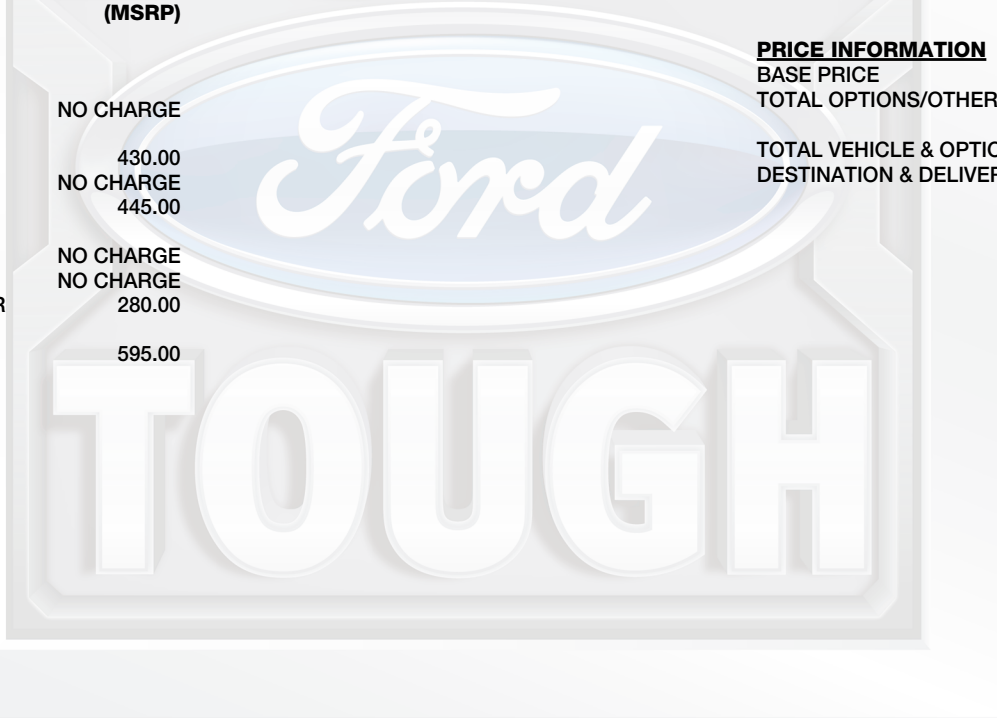 (MSRP)
NO CHARGE
430.00
NO CHARGE
445.00
NO CHARGE
NO CHARGE
R 280.00
595.00
PRICE INFORMATION
BASE PRICE
TOTAL OPTIONS/OTHER
TOTAL VEHICLE & OPTIO
DESTINATION & DELIVER
Ford
TOUGH